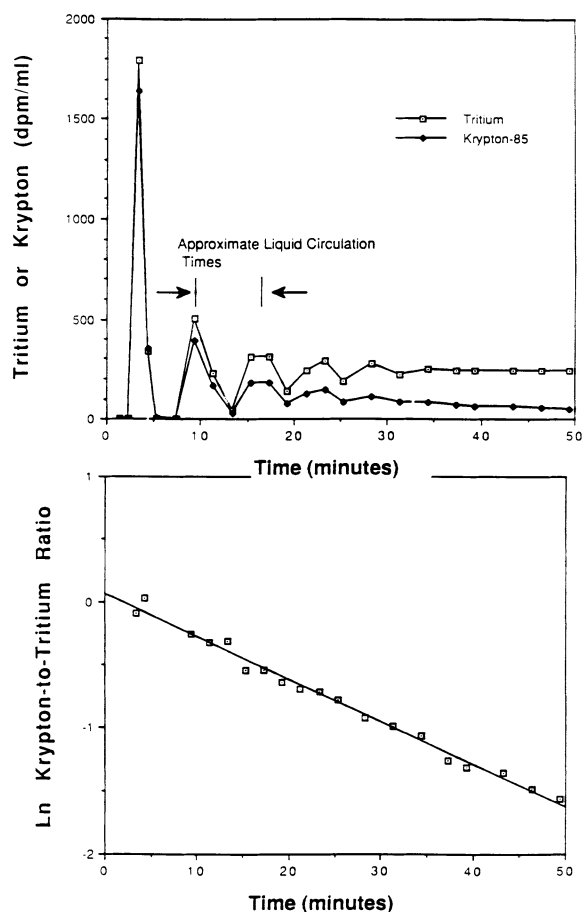 Tritium or Krypton (dpm/ml)
2000
1500
1000
500
0
Tritium
Krypton-85
Approximate Liquid Circulation
Times
0 10 20 30 40 50
Time (minutes)
Ln Krypton-to-Tritium Ratio
1
0
-1
-2
0 10 20 30 40 50
Time (minutes)